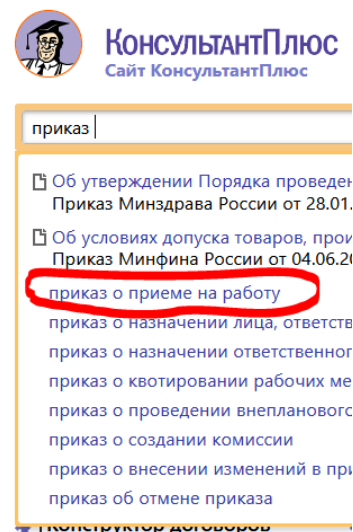 КонсультантПлюс
Сайт КонсультантПлюс
приказ
Об утверждении Порядка проведен
Приказ Минздрава России от 28.01.
Об условиях допуска товаров, прои
Приказ Минфина России от 04.06.20
приказ о приеме на работу
приказ о назначении лица, ответств
приказ о назначении ответственног
приказ о квотировании рабочих ме
приказ о проведении внепланового
приказ о создании комиссии
приказ о внесении изменений в при
приказ об отмене приказа
Конструктор договоров